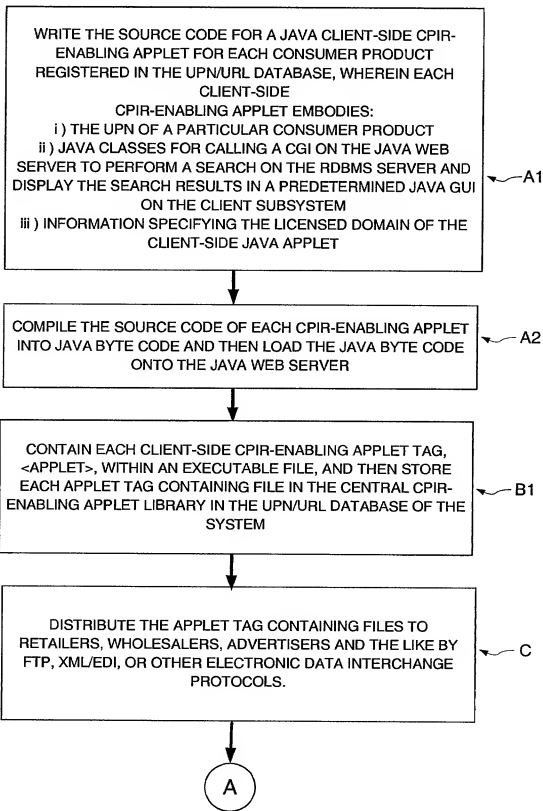 WRITE THE SOURCE CODE FOR A JAVA CLIENT-SIDE CPIR-
ENABLING APPLET FOR EACH CONSUMER PRODUCT
REGISTERED IN THE UPN/URL DATABASE, WHEREIN EACH
CLIENT-SIDE
CPIR-ENABLING APPLET EMBODIES:
i ) THE UPN OF A PARTICULAR CONSUMER PRODUCT
ii ) JAVA CLASSES FOR CALLING A CGI ON THE JAVA WEB
SERVER TO PERFORM A SEARCH ON THE RDBMS SERVER AND
DISPLAY THE SEARCH RESULTS IN A PREDETERMINED JAVA GUI
ON THE CLIENT SUBSYSTEM
iii ) INFORMATION SPECIFYING THE LICENSED DOMAIN OF THE
CLIENT-SIDE JAVA APPLET
A1
COMPILE THE SOURCE CODE OF EACH CPIR-ENABLING APPLET
INTO JAVA BYTE CODE AND THEN LOAD THE JAVA BYTE CODE
ONTO THE JAVA WEB SERVER
A2
CONTAIN EACH CLIENT-SIDE CPIR-ENABLING APPLET TAG,
<APPLET>, WITHIN AN EXECUTABLE FILE, AND THEN STORE
EACH APPLET TAG CONTAINING FILE IN THE CENTRAL CPIR-
ENABLING APPLET LIBRARY IN THE UPN/URL DATABASE OF THE
SYSTEM
B1
DISTRIBUTE THE APPLET TAG CONTAINING FILES TO
RETAILERS, WHOLESALERS, ADVERTISERS AND THE LIKE BY
FTP, XML/EDI, OR OTHER ELECTRONIC DATA INTERCHANGE
PROTOCOLS.
C
A